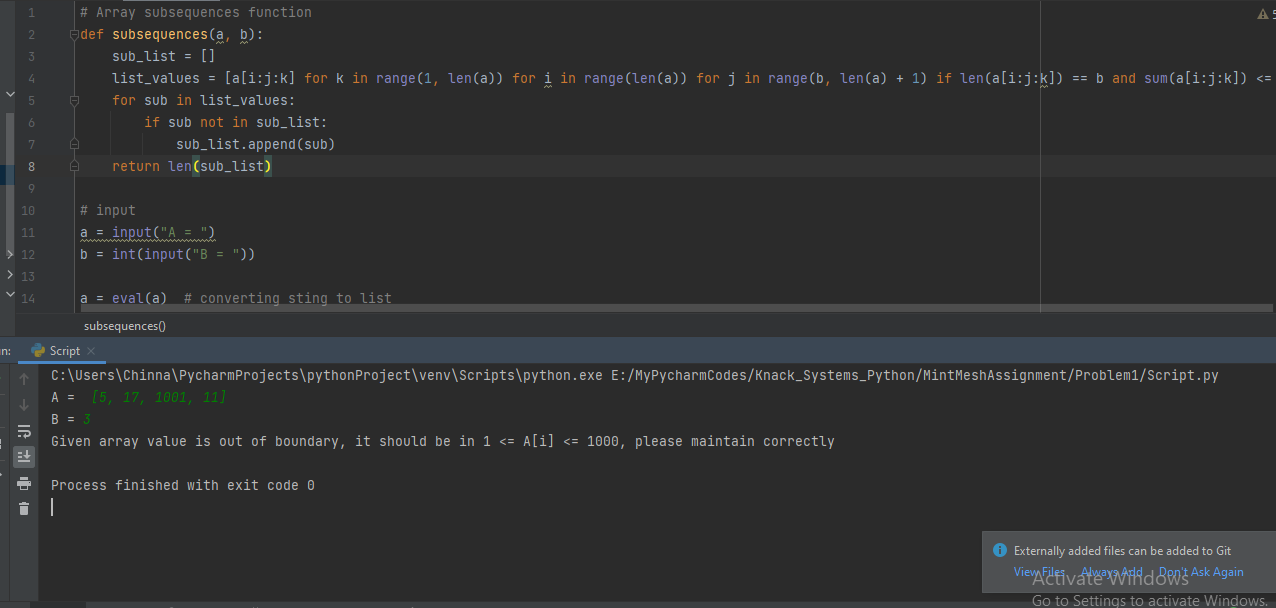 1 # Array subsequences function
2 def subsequences(a, b):
3 sub_list = []
4 list_values = [a[i:j:k] for k in range(1, len(a)) for i in range(len(a)) for j in range(b, len(a) + 1) if len(a[i:j:k]) == b and sum(a[i:j:k]) <=
5 for sub in list_values:
6 if sub not in sub_list:
7 sub_list.append(sub)
8 return len(sub_list)
9
10 # input
11 a = input("A = ")
12 b = int(input("B = "))
13
14 a = eval(a) # converting sting to list
subsequences()
Script
C:\Users\Chinna\PycharmProjects\pythonProject\venv\Scripts\python.exe E:/MyPycharmCodes/Knack_Systems_Python/MintMeshAssignment/Problem1/Script.py
A = [5, 17, 1001, 11]
B = 3
Given array value is out of boundary, it should be in 1 <= A[i] <= 1000, please maintain correctly
Process finished with exit code 0
Externally added files can be added to Git
View Files Always Add Don't Ask Again
Activate Windows
Go to Settings to activate Windows.